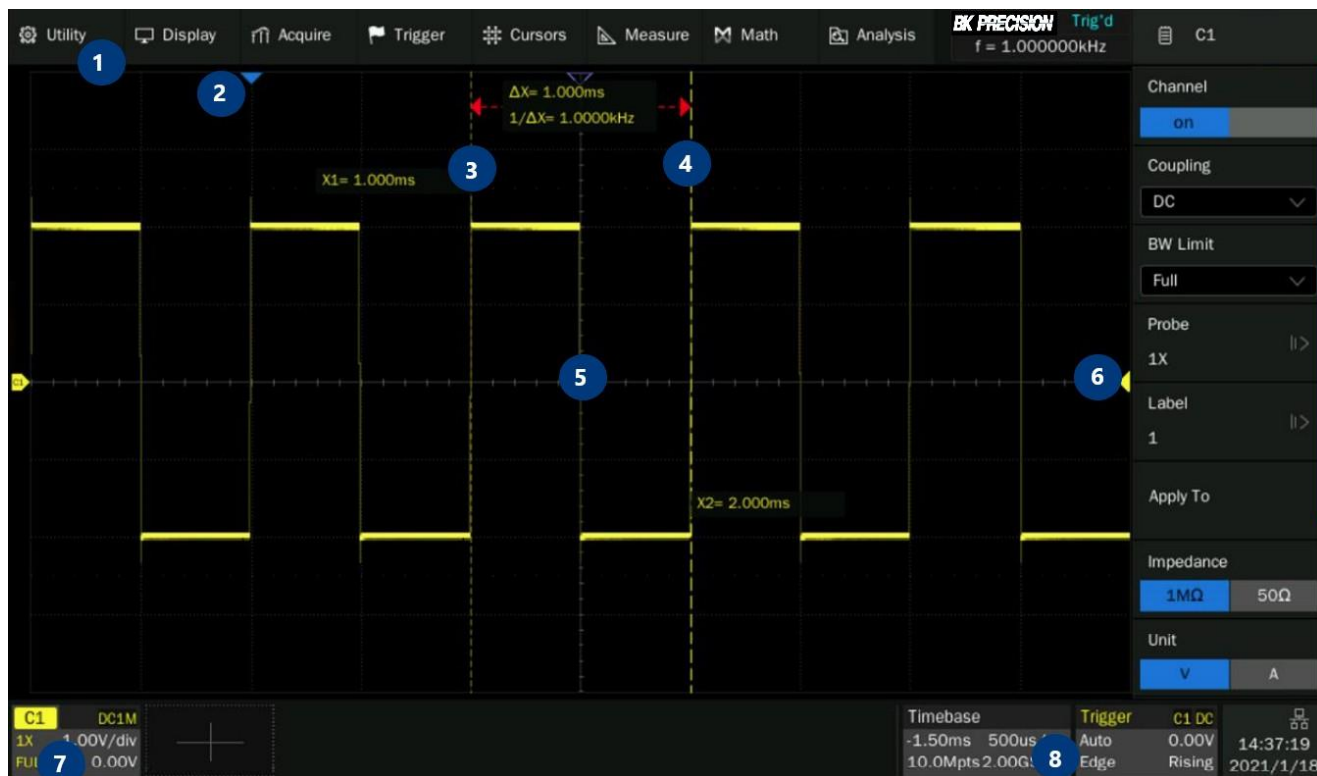 Utility Display Acquire Trigger Cursors Measure Math Analysis
BK PRECISION Trig'd
f = 1.000000kHz
C1
1
2
ΔX= 1.000ms
1/ΔX= 1.0000kHz
3
4
X1= 1.000ms
C1
5
6
X2= 2.000ms
Channel
on
Coupling
DC
BW Limit
Full
Probe
1X
Label
1
Apply To
Impedance
1MΩ 50Ω
Unit
V A
C1 DC1M
1X 1.00V/div
7 0.00V
Timebase
-1.50ms 500us
10.0Mpts 8
Trigger C1 DC
Auto 0.00V
Edge Rising
14:37:19
2021/1/18